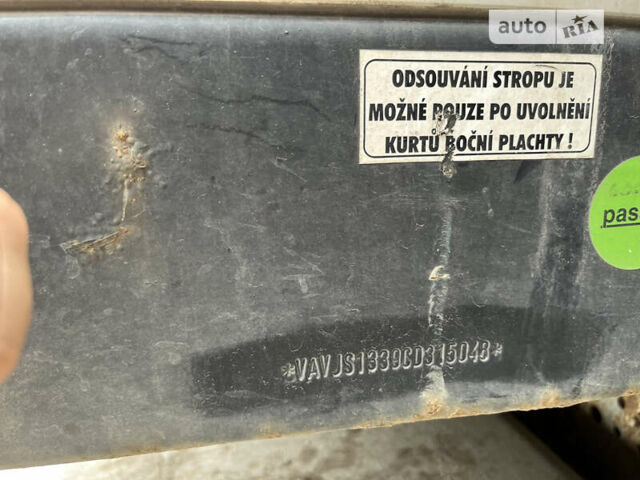 auto RIA
ODSOUVÁNÍ STROPU JE
MOŽNÉ POUZE PO UVOLNĚNÍ
KURTŮ BOČNÍ PLACHTY !
pas
*VAVJS1339CD315048*